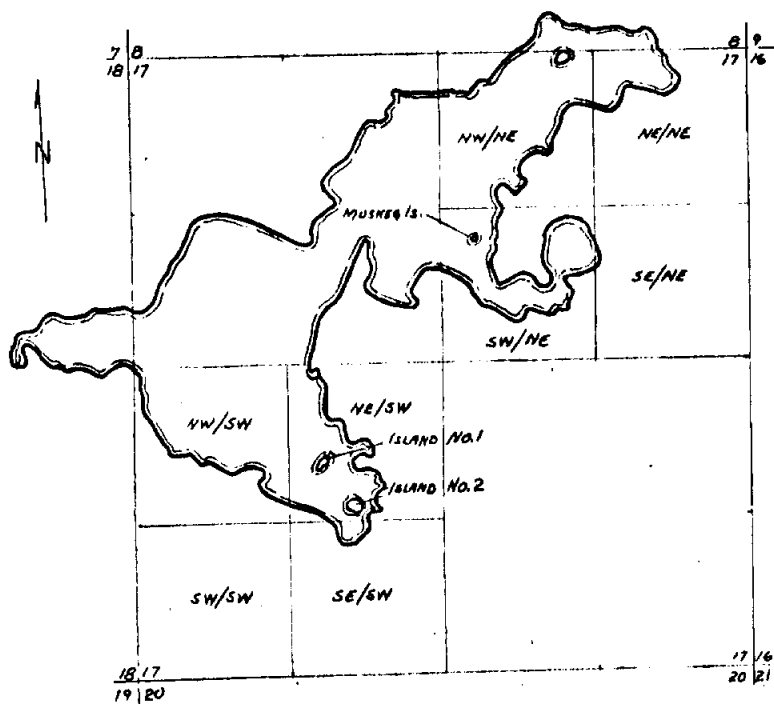 7 8
18 17
8 9
17 16
N
NW/NE
NE/NE
MUSKEG IS.
SE/NE
SW/NE
NW/SW
NE/SW
ISLAND NO.1
ISLAND NO.2
SW/SW
SE/SW
18 17
19 20
17 16
20 21